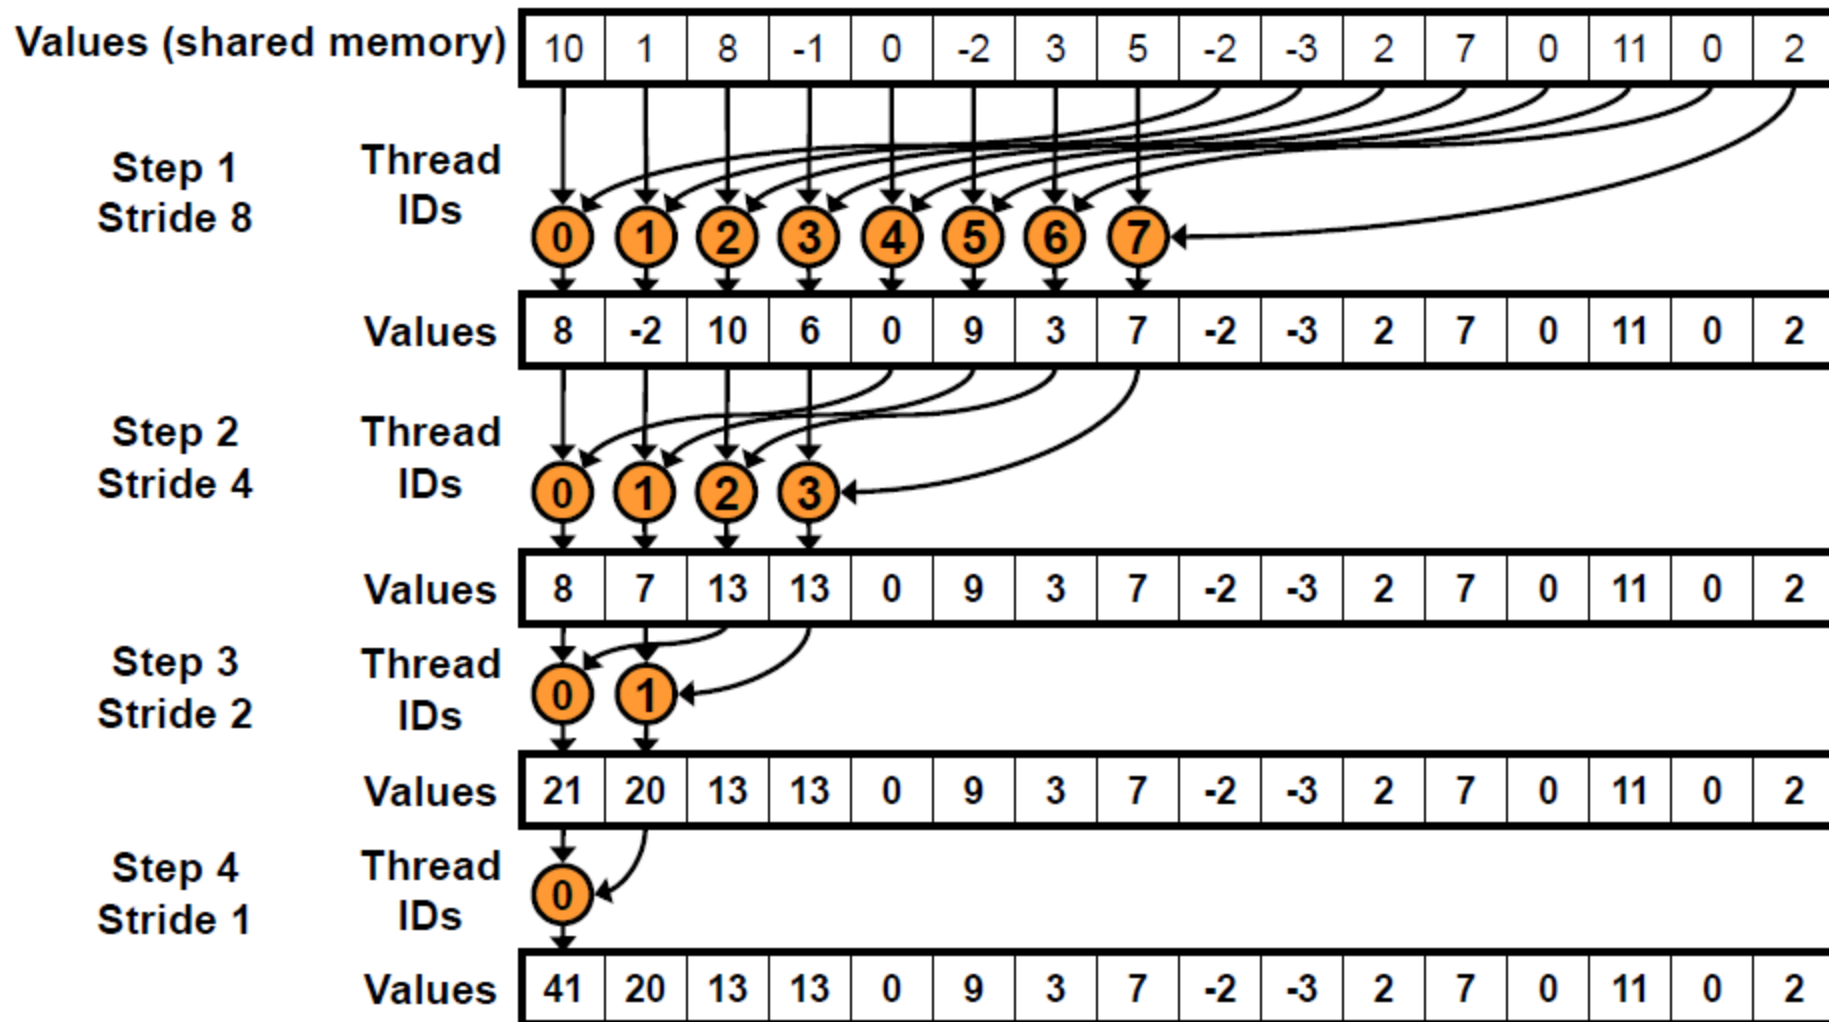 Values (shared memory) 10 1 8 -1 0 -2 3 5 -2 -3 2 7 0 11 0 2
Step 1 Thread
Stride 8 IDs
0 1 2 3 4 5 6 7
Values 8 -2 10 6 0 9 3 7 -2 -3 2 7 0 11 0 2
Step 2 Thread
Stride 4 IDs
0 1 2 3
Values 8 7 13 13 0 9 3 7 -2 -3 2 7 0 11 0 2
Step 3 Thread
Stride 2 IDs
0 1
Values 21 20 13 13 0 9 3 7 -2 -3 2 7 0 11 0 2
Step 4 Thread
Stride 1 IDs
0
Values 41 20 13 13 0 9 3 7 -2 -3 2 7 0 11 0 2